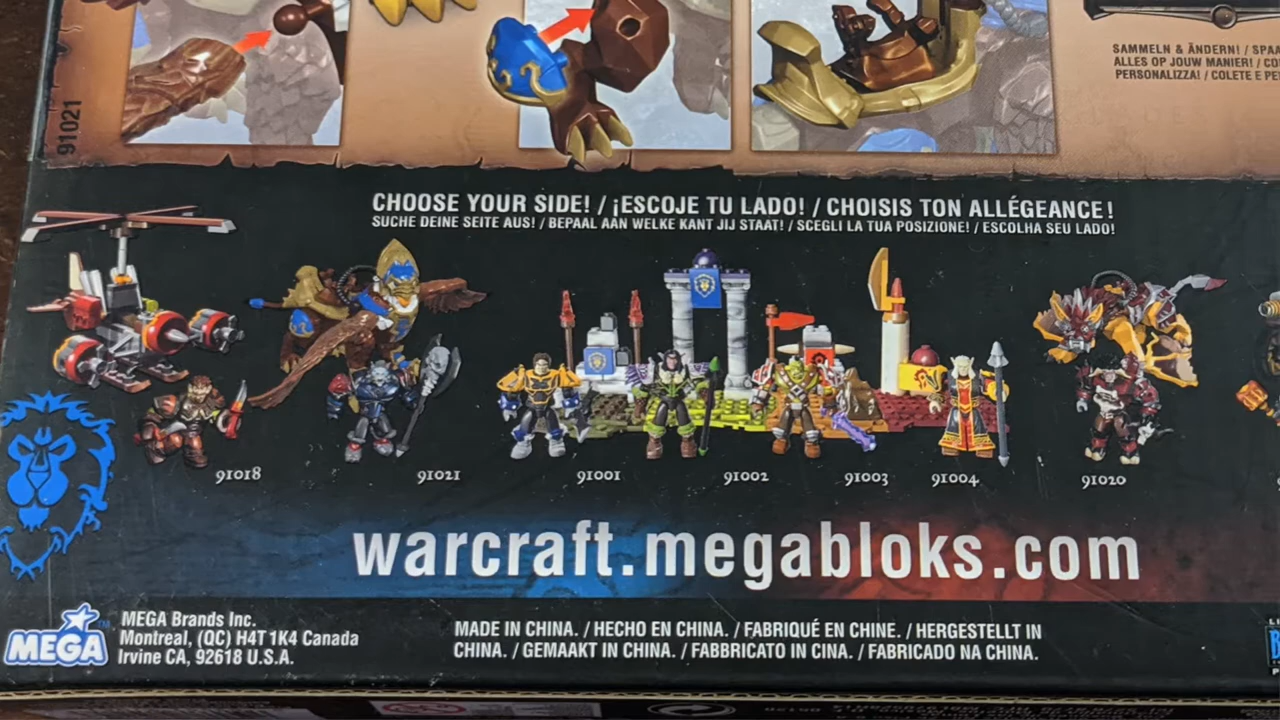 SAMMELN & ÄNDERN! / SPAA
ALLES OP JOUW MANIER! / CO
PERSONALIZZA! / COLETE E PE
91021
CHOOSE YOUR SIDE! / ¡ESCOJE TU LADO! / CHOISIS TON ALLÉGEANCE!
SUCHE DEINE SEITE AUS! / BEPAAL AAN WELKE KANT JIJ STAAT! / SCEGLI LA TUA POSIZIONE! / ESCOLHA SEU LADO!
91018
91021
91001
91002
91003
91004
91020
warcraft.megabloks.com
MEGA
MEGA Brands Inc.
Montreal, (QC) H4T 1K4 Canada
Irvine CA, 92618 U.S.A.
MADE IN CHINA. / HECHO EN CHINA. / FABRIQUÉ EN CHINE. / HERGESTELLT IN
CHINA. / GEMAAKT IN CHINA. / FABBRICATO IN CINA. / FABRICADO NA CHINA.